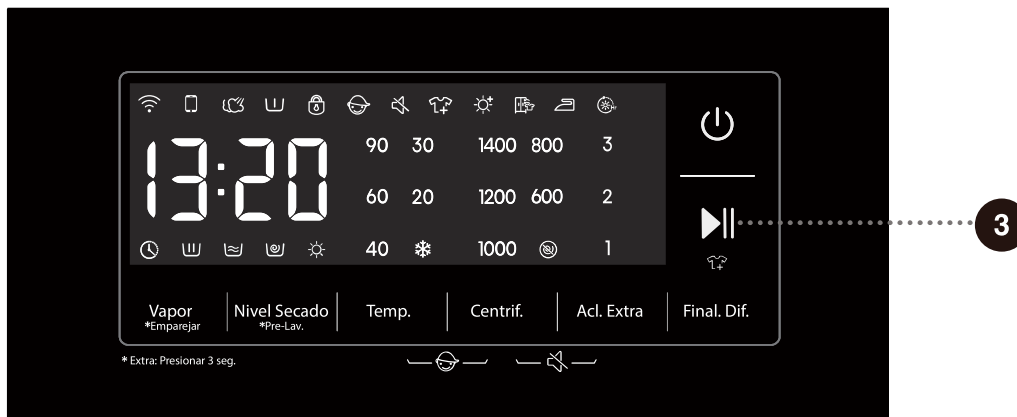 13:20
90 30 1400 800 3
60 20 1200 600 2
40 1000 1
3
Vapor Nivel Secado Temp. Centrif. Acl. Extra Final. Dif.
*Emparejar *Pre-Lav.
* Extra: Presionar 3 seg.